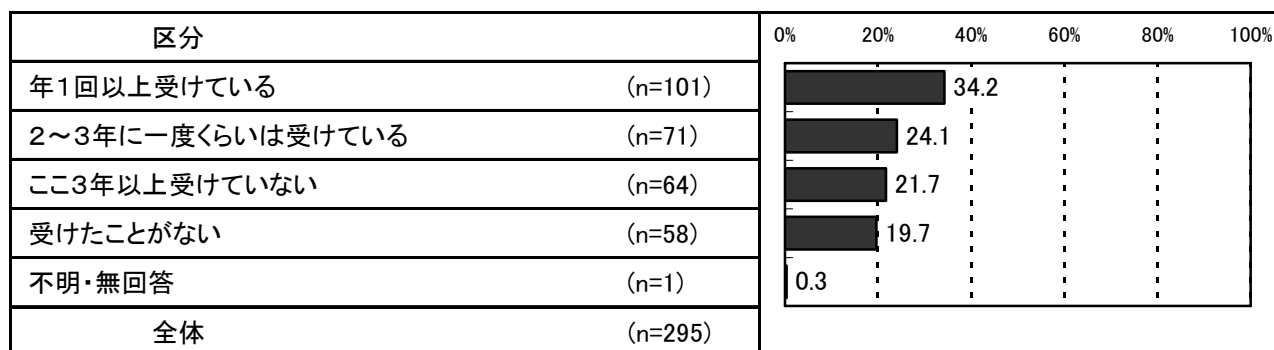 区分 0% 20% 40% 60% 80% 100%
年１回以上受けている (n=101) 34.2
２～３年に一度くらいは受けている (n=71) 24.1
ここ３年以上受けていない (n=64) 21.7
受けたことがない (n=58) 19.7
不明・無回答 (n=1) 0.3
全体 (n=295)